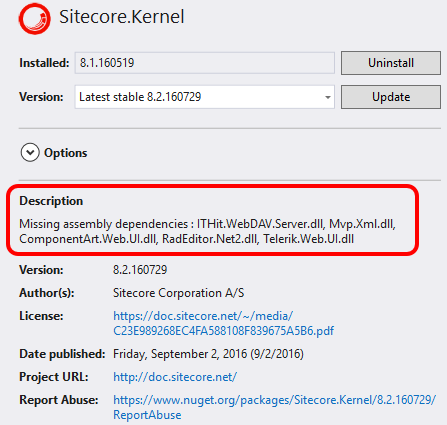 Sitecore.Kernel
Installed: 8.1.160519 Uninstall
Version: Latest stable 8.2.160729 Update
Options
Description
Missing assembly dependencies : ITHit.WebDAV.Server.dll, Mvp.Xml.dll,
ComponentArt.Web.UI.dll, RadEditor.Net2.dll, Telerik.Web.UI.dll
Version: 8.2.160729
Author(s): Sitecore Corporation A/S
License: https://doc.sitecore.net/~/media/
C23E989268EC4FA588108F839675A5B6.pdf
Date published: Friday, September 2, 2016 (9/2/2016)
Project URL: http://doc.sitecore.net/
Report Abuse: https://www.nuget.org/packages/Sitecore.Kernel/8.2.160729/
ReportAbuse